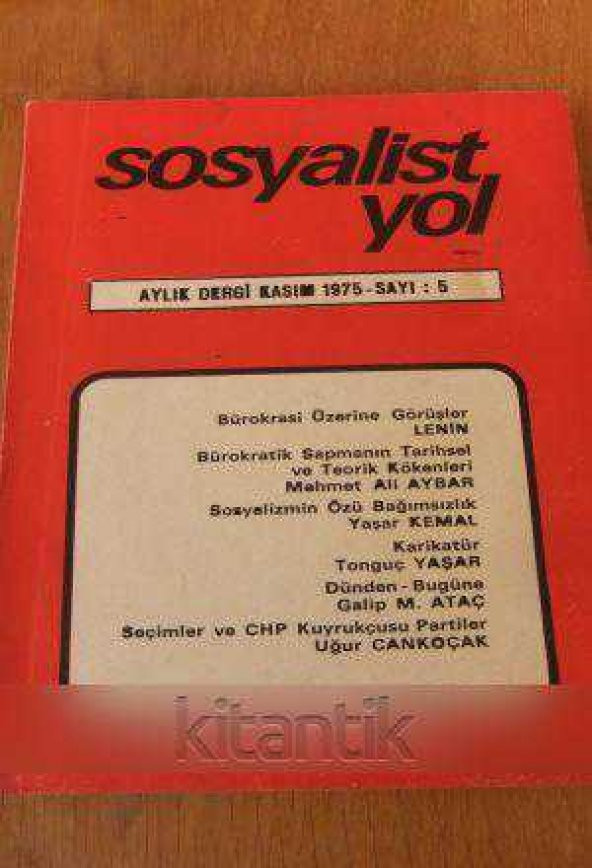 sosyalist
yol
AYLIK DERGİ KASIM 1975-SAYI : 5
Bürokrasi Üzerine Görüşler
LENİN
Bürokratik Sapmanın Tarihsel
ve Teorik Kökenleri
Mehmet Ali AYBAR
Sosyalizmin Özü Bağımsızlık
Yaşar KEMAL
Karikatür
Tonguç YAŞAR
Dünden - Bugüne
Galip M. ATAÇ
Seçimler ve CHP Kuyrukçusu Partiler
Uğur CANKOÇAK
kitantik